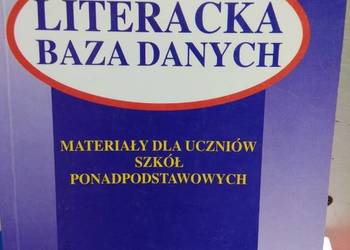 LITERACKA
BAZA DANYCH
MATERIAŁY DLA UCZNIÓW
SZKÓŁ
PONADPODSTAWOWYCH